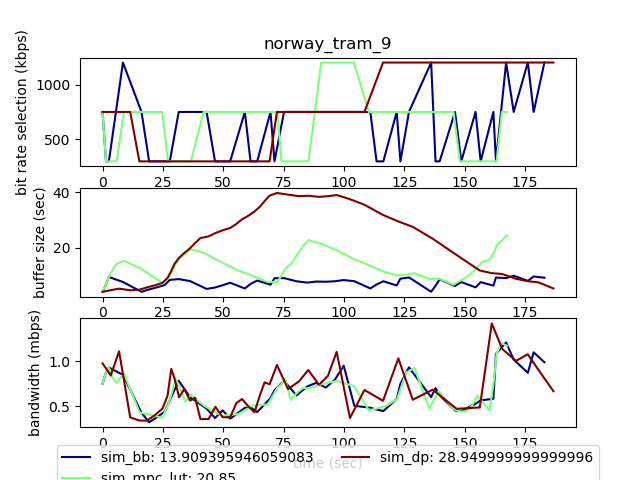 norway_tram_9
bit rate selection (kbps)
1000
500
0 25 50 75 100 125 150 175
buffer size (sec)
40
20
0 25 50 75 100 125 150 175
bandwidth (mbps)
1.0
0.5
0 25 50 75 100 125 150 175
time (sec)
sim_bb: 13.909395946059083 sim_dp: 28.949999999999996
sim_mpc_lut: 20.85